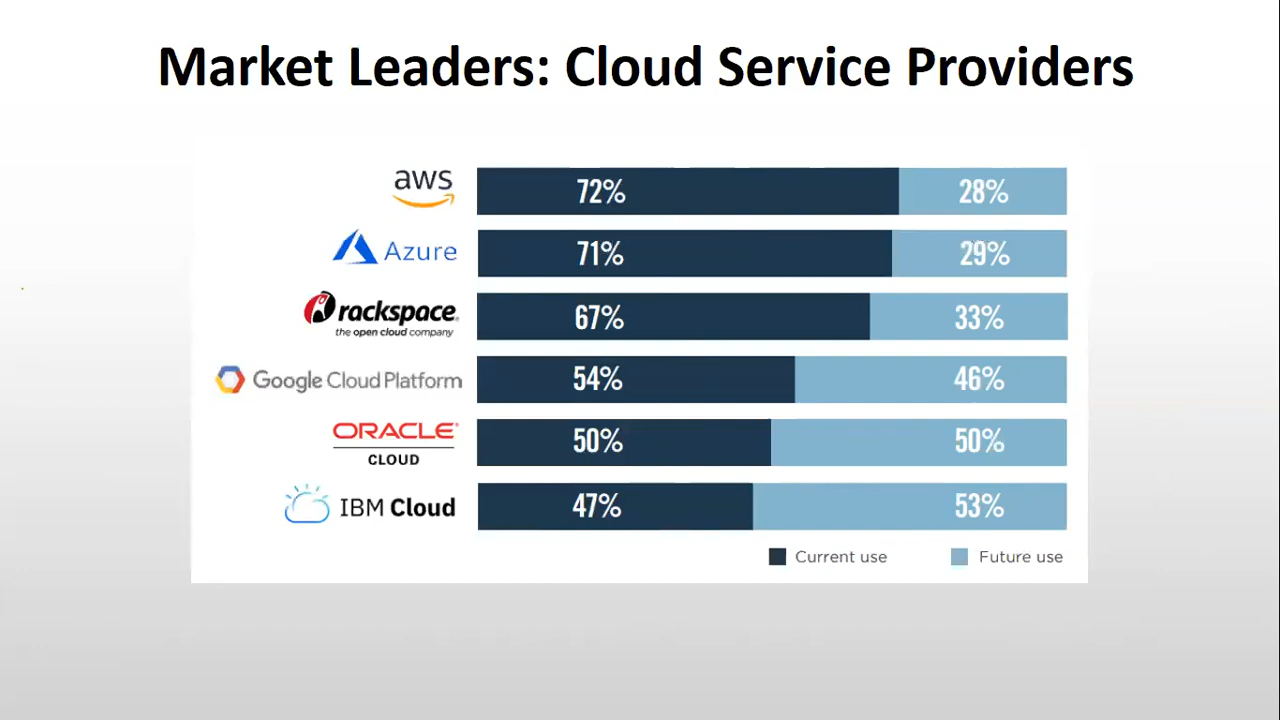 Market Leaders: Cloud Service Providers
aws
72%
28%
Azure
71%
29%
rackspace®
the open cloud company
67%
33%
Google Cloud Platform
54%
46%
ORACLE®
CLOUD
50%
50%
IBM Cloud
47%
53%
Current use
Future use